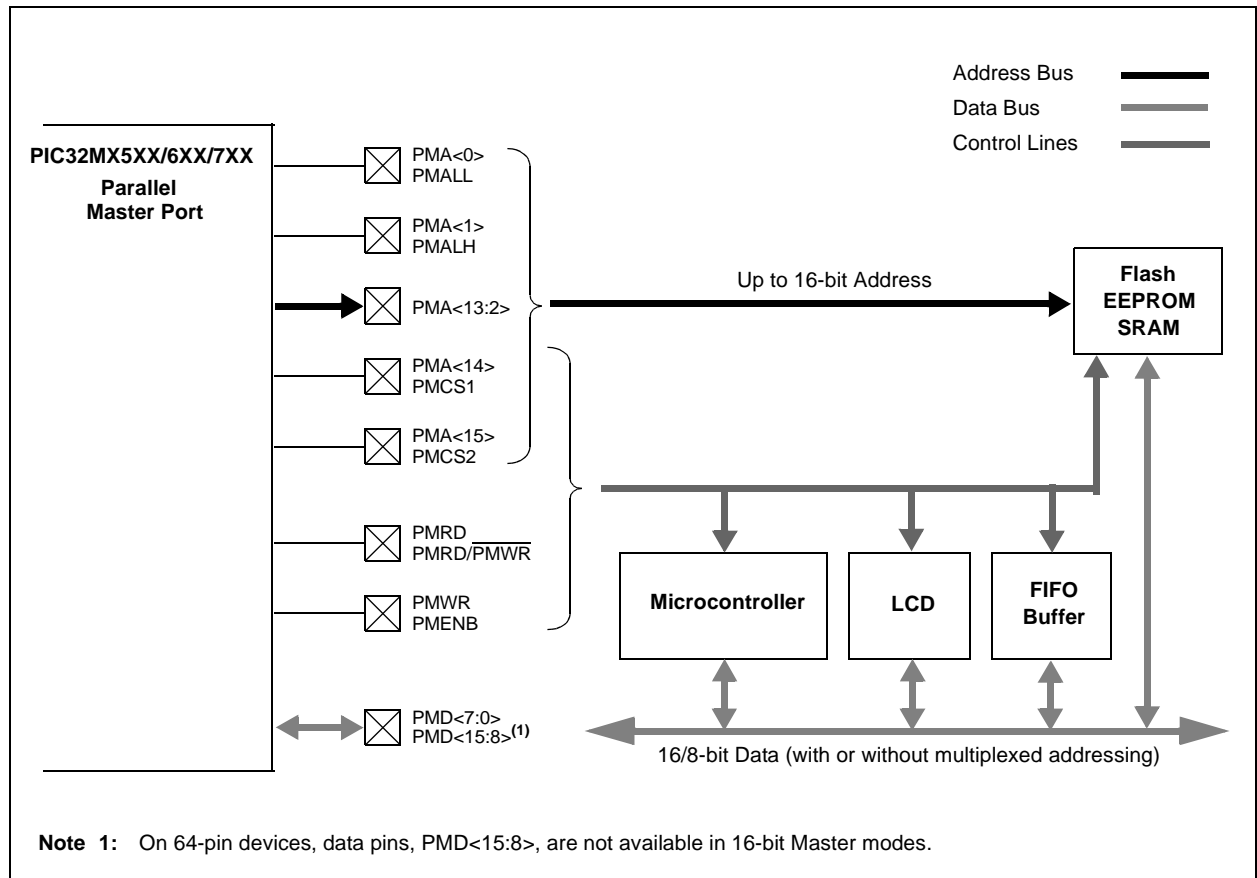 Address Bus
Data Bus
Control Lines
PIC32MX5XX/6XX/7XX
Parallel
Master Port
PMA<0>
PMALL
PMA<1>
PMALH
PMA<13:2>
PMA<14>
PMCS1
PMA<15>
PMCS2
PMRD
PMRD/PMWR
PMWR
PMENB
PMD<7:0>
PMD<15:8>(1)
Up to 16-bit Address
Flash
EEPROM
SRAM
Microcontroller
LCD
FIFO
Buffer
16/8-bit Data (with or without multiplexed addressing)
Note 1: On 64-pin devices, data pins, PMD<15:8>, are not available in 16-bit Master modes.